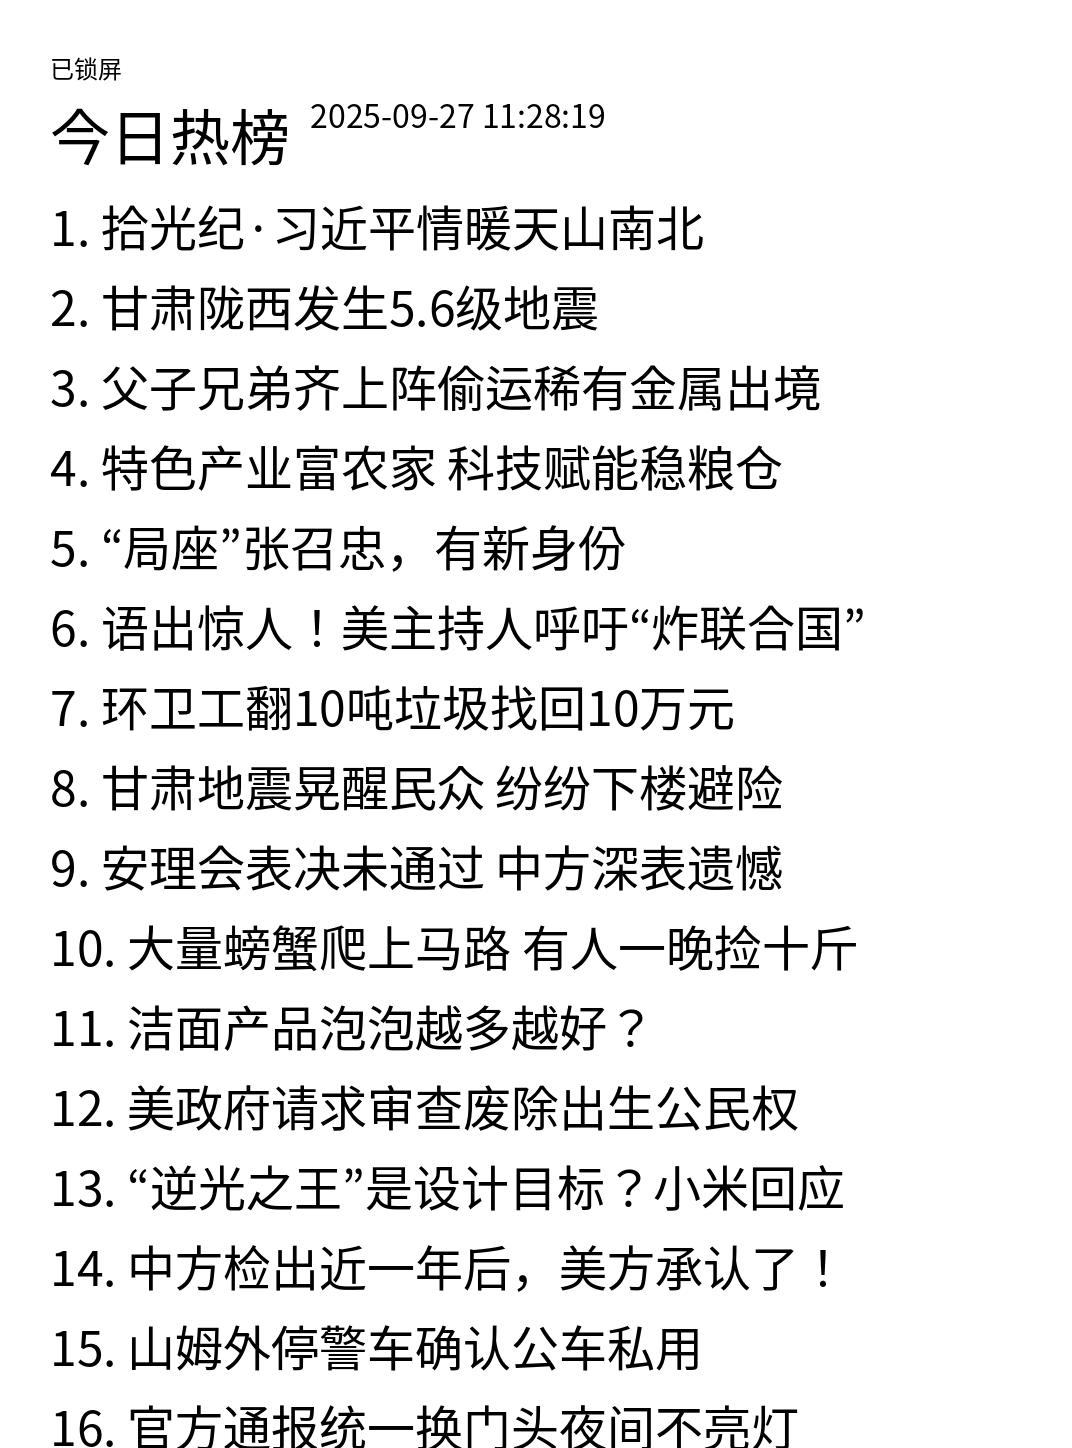 已锁屏
今日热榜 2025-09-27 11:28:19
1. 拾光纪·习近平情暖天山南北
2. 甘肃陇西发生5.6级地震
3. 父子兄弟齐上阵偷运稀有金属出境
4. 特色产业富农家 科技赋能稳粮仓
5. “局座”张召忠，有新身份
6. 语出惊人！美主持人呼吁“炸联合国”
7. 环卫工翻10吨垃圾找回10万元
8. 甘肃地震晃醒民众 纷纷下楼避险
9. 安理会表决未通过 中方深表遗憾
10. 大量螃蟹爬上马路 有人一晚捡十斤
11. 洁面产品泡泡越多越好？
12. 美政府请求审查废除出生公民权
13. “逆光之王”是设计目标？小米回应
14. 中方检出近一年后，美方承认了！
15. 山姆外停警车确认公车私用
16. 官方通报统一换门头夜间不亮灯